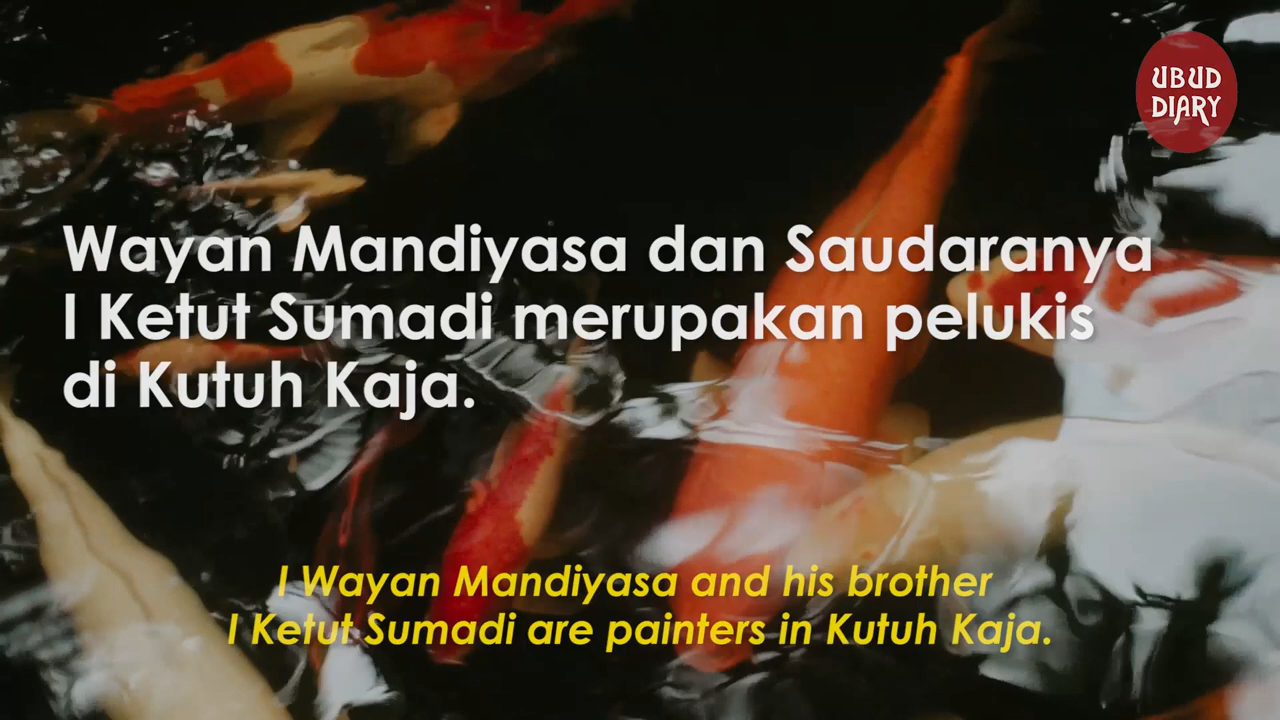 UBUD
DIARY
Wayan Mandiyasa dan Saudaranya
I Ketut Sumadi merupakan pelukis
di Kutuh Kaja.
I Wayan Mandiyasa and his brother
I Ketut Sumadi are painters in Kutuh Kaja.